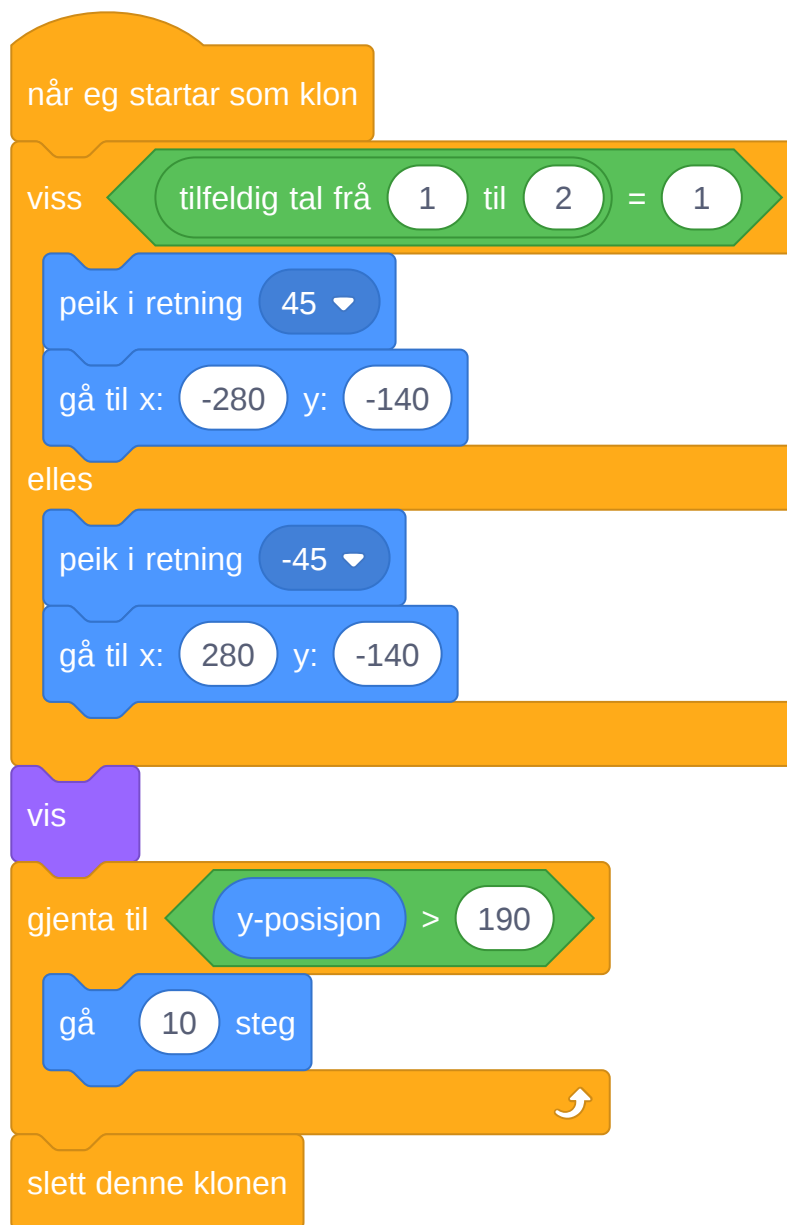 når eg startar som klon
viss tilfeldig tal frå 1 til 2 = 1
peik i retning 45
gå til x: -280 y: -140
elles
peik i retning -45
gå til x: 280 y: -140
vis
gjenta til y-posisjon > 190
gå 10 steg
slett denne klonen